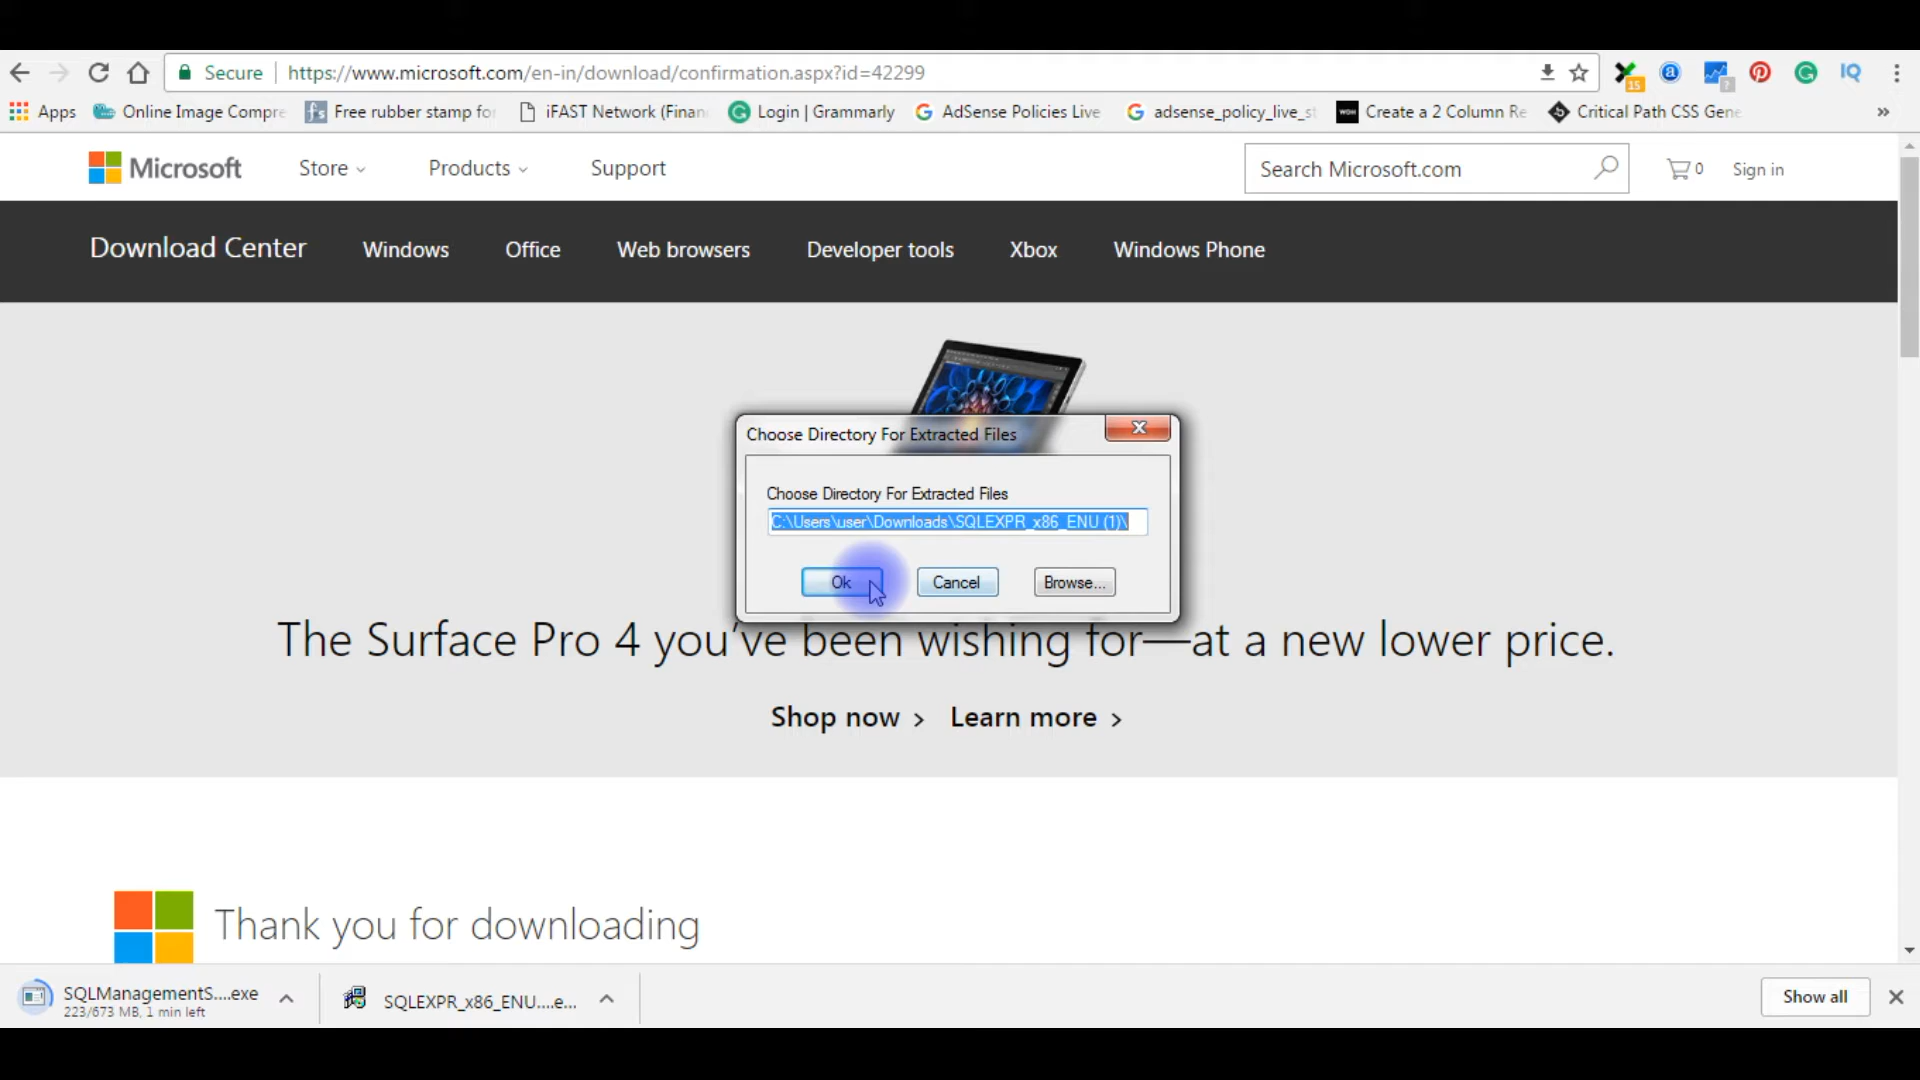 Secure https://www.microsoft.com/en-in/download/confirmation.aspx?id=42299
15
a
?
IQ
Apps Online Image Compre Free rubber stamp for iFAST Network (Finan Login | Grammarly AdSense Policies Live adsense_policy_live_st Create a 2 Column Re Critical Path CSS Gene »
Microsoft Store Products Support Search Microsoft.com 0 Sign in
Download Center Windows Office Web browsers Developer tools Xbox Windows Phone
Choose Directory For Extracted Files
Choose Directory For Extracted Files
C:\Users\user\Downloads\SQLEXPR_x86_ENU (1)\
Ok Cancel Browse...
The Surface Pro 4 you've been wishing for—at a new lower price.
Shop now > Learn more >
Thank you for downloading
SQLManagementS....exe SQLEXPR_x86_ENU....e... Show all
223/673 MB, 1 min left